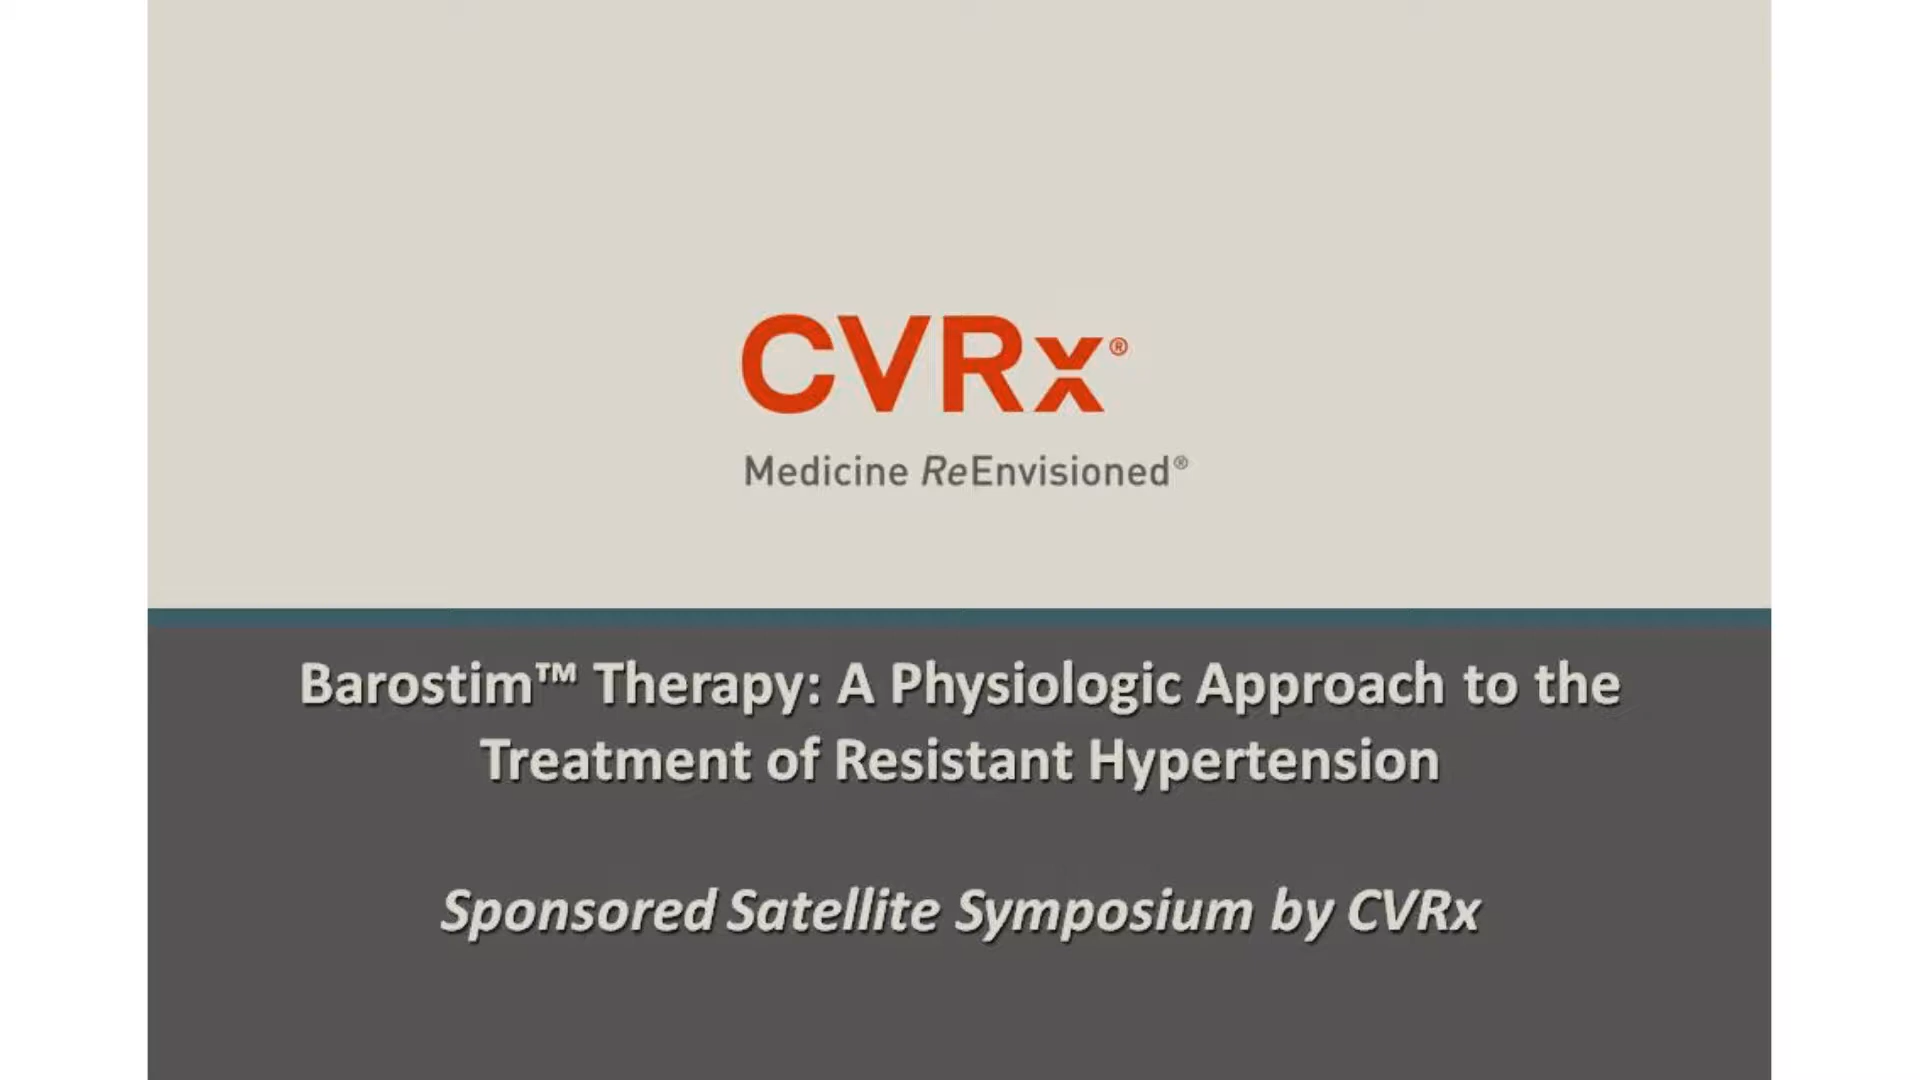 CVRx®
Medicine ReEnvisioned®
Barostim™ Therapy: A Physiologic Approach to the
Treatment of Resistant Hypertension
Sponsored Satellite Symposium by CVRx